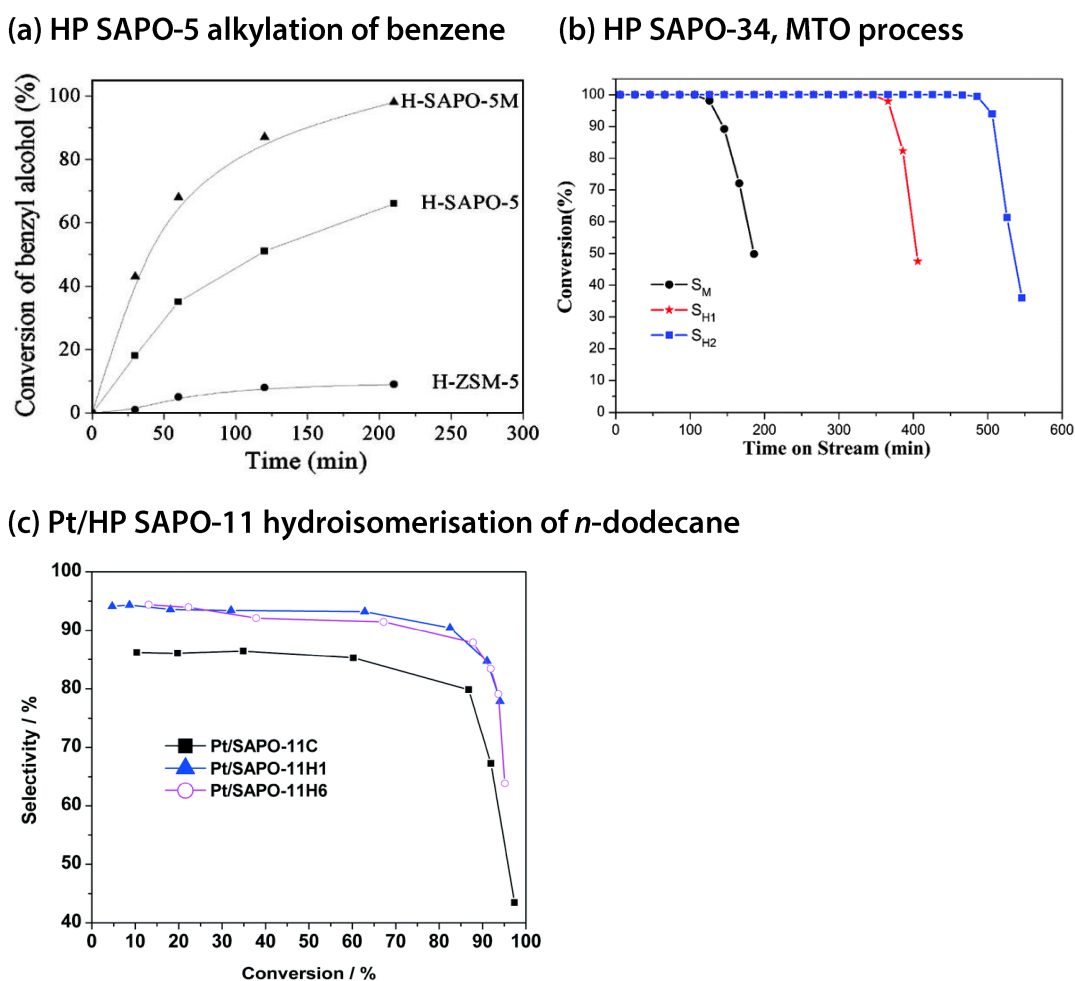 (a) HP SAPO-5 alkylation of benzene
(b) HP SAPO-34, MTO process
Conversion of benzyl alcohol (%)
100
80
60
40
20
0
H-SAPO-5M
H-SAPO-5
H-ZSM-5
0 50 100 150 200 250 300
Time (min)
Conversion(%)
100
90
80
70
60
50
40
30
20
10
0
SM
SH1
SH2
0 100 200 300 400 500 600
Time on Stream (min)
(c) Pt/HP SAPO-11 hydroisomerisation of n-dodecane
Selectivity / %
100
90
80
70
60
50
40
Pt/SAPO-11C
Pt/SAPO-11H1
Pt/SAPO-11H6
0 10 20 30 40 50 60 70 80 90 100
Conversion / %